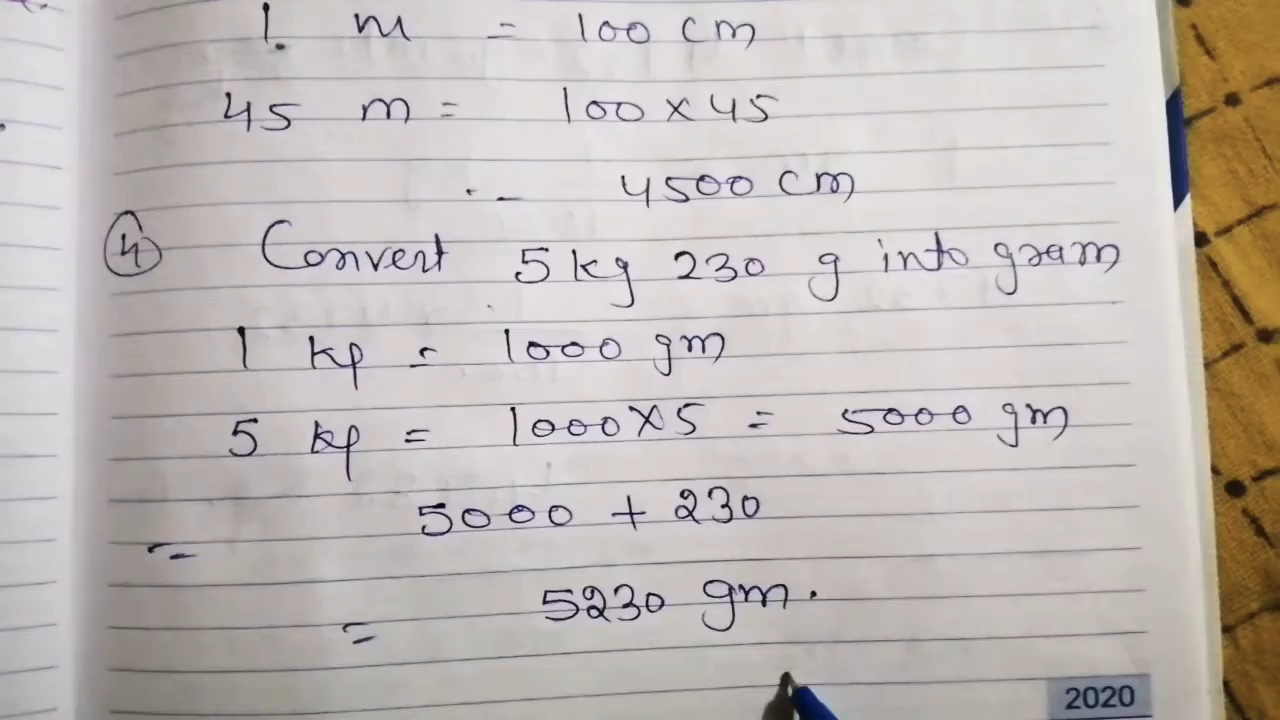 1. m = 100 cm
45 m = 100 x 45
= 4500 cm
4 Convert 5 kg 230 g into gram
1 kg = 1000 gm
5 kg = 1000 x 5 = 5000 gm
= 5000 + 230
= 5230 gm.
2020